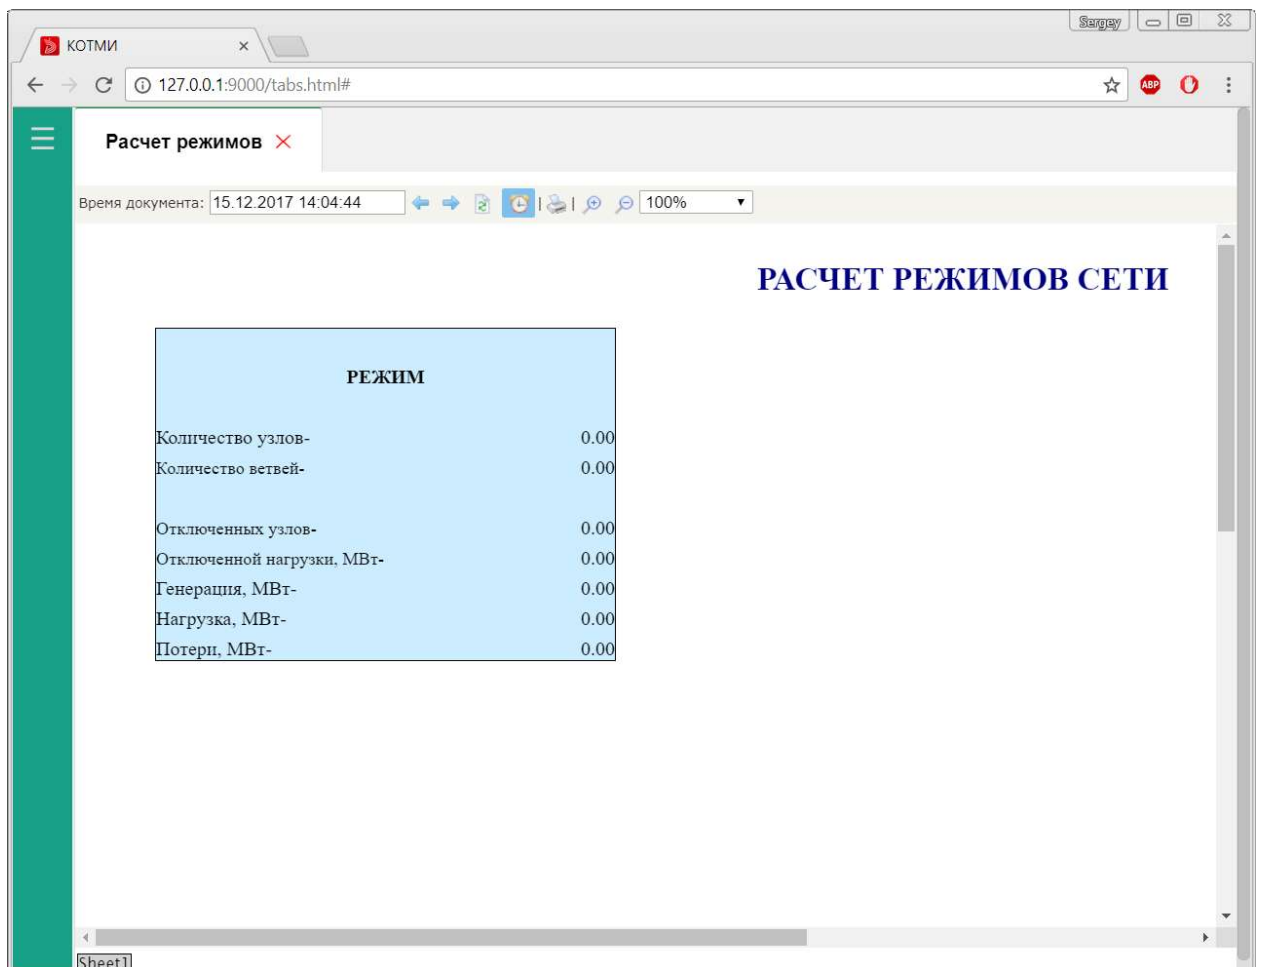 Sergey
КОТМИ
127.0.0.1:9000/tabs.html#
ABP
Расчет режимов
Время документа: 15.12.2017 14:04:44 100%
РАСЧЕТ РЕЖИМОВ СЕТИ
РЕЖИМ
Количество узлов- 0.00
Количество ветвей- 0.00
Отключенных узлов- 0.00
Отключенной нагрузки, МВт- 0.00
Генерация, МВт- 0.00
Нагрузка, МВт- 0.00
Потери, МВт- 0.00
Sheet1